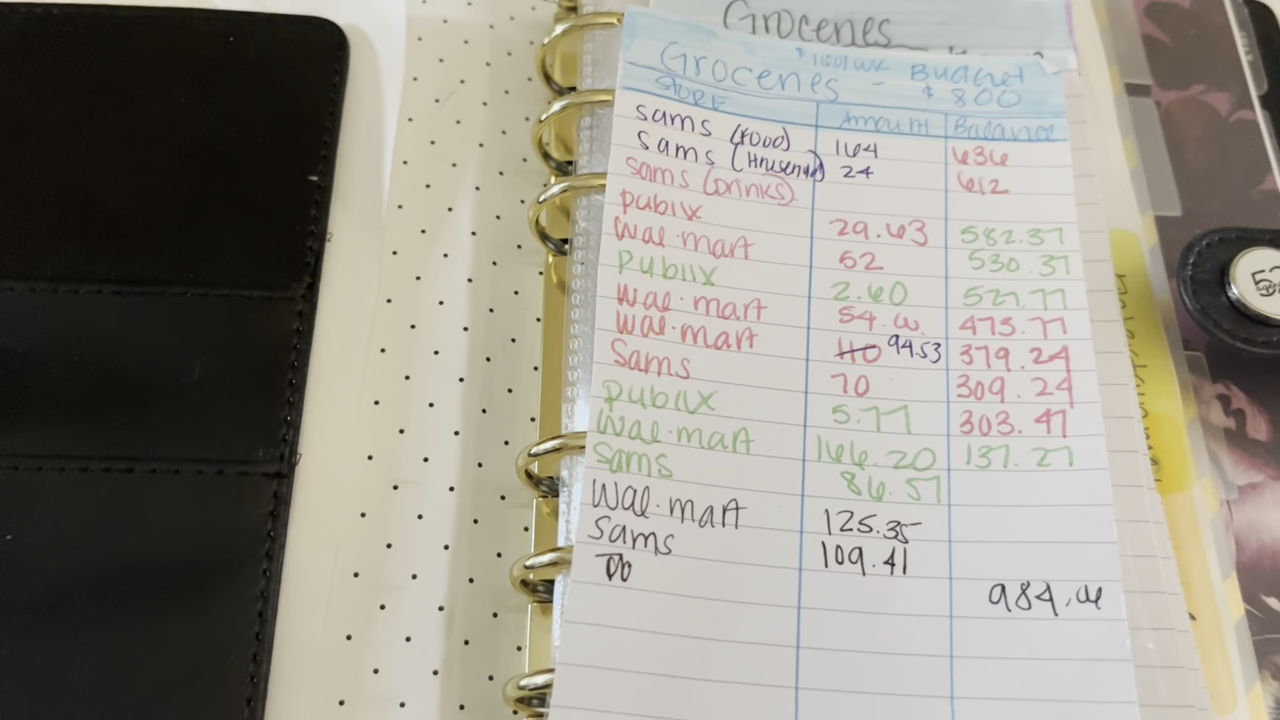 Groceries
Groceries - Budget
$ 800
STORE Amount Balance
sams (food) 164 636
sams (Household) 24 612
sams (Drinks)
publix 29.63 582.37
Wal-mart 52 530.37
Publix 2.60 527.77
Wal-mart 54.00 473.77
Wal-mart 110 94.53 379.24
Sams 70 309.24
publix 5.77 303.47
Wal-mart 166.20 137.27
Sams 86.57
Wal-mart 125.35
Sams 109.41
984.06